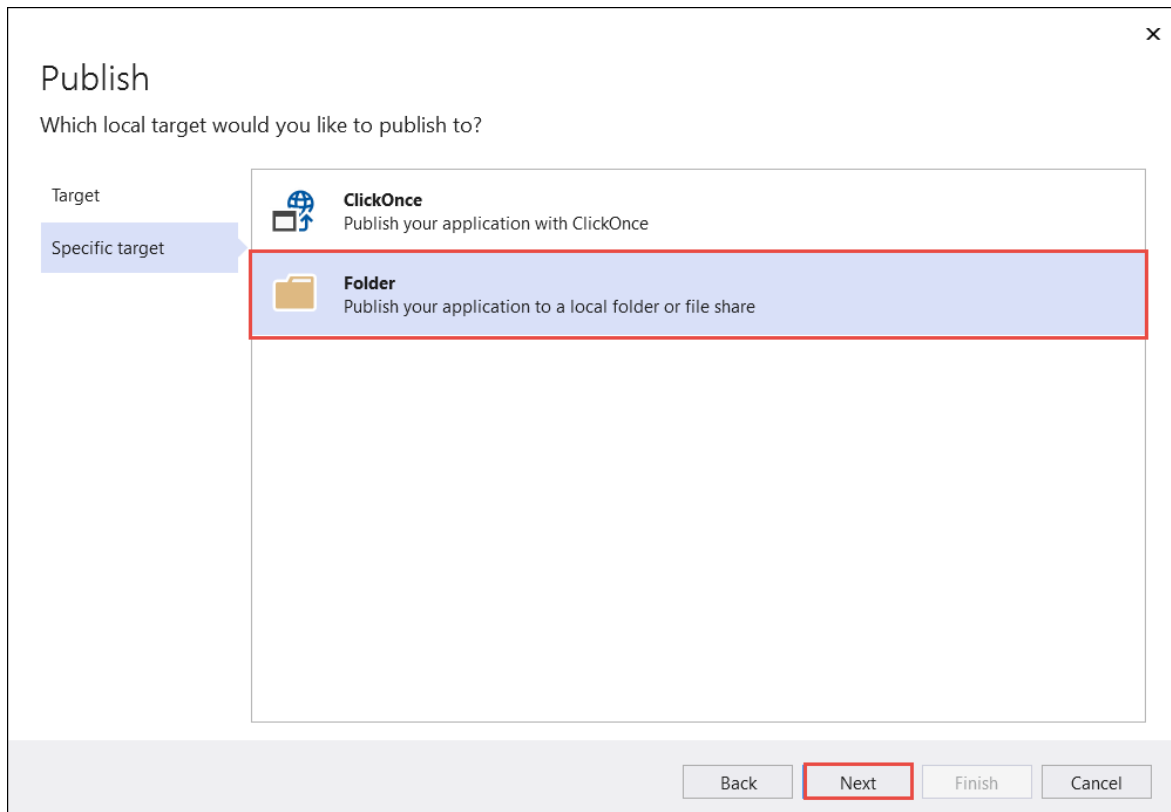 Publish
Which local target would you like to publish to?
Target
Specific target
ClickOnce
Publish your application with ClickOnce
Folder
Publish your application to a local folder or file share
Back
Next
Finish
Cancel